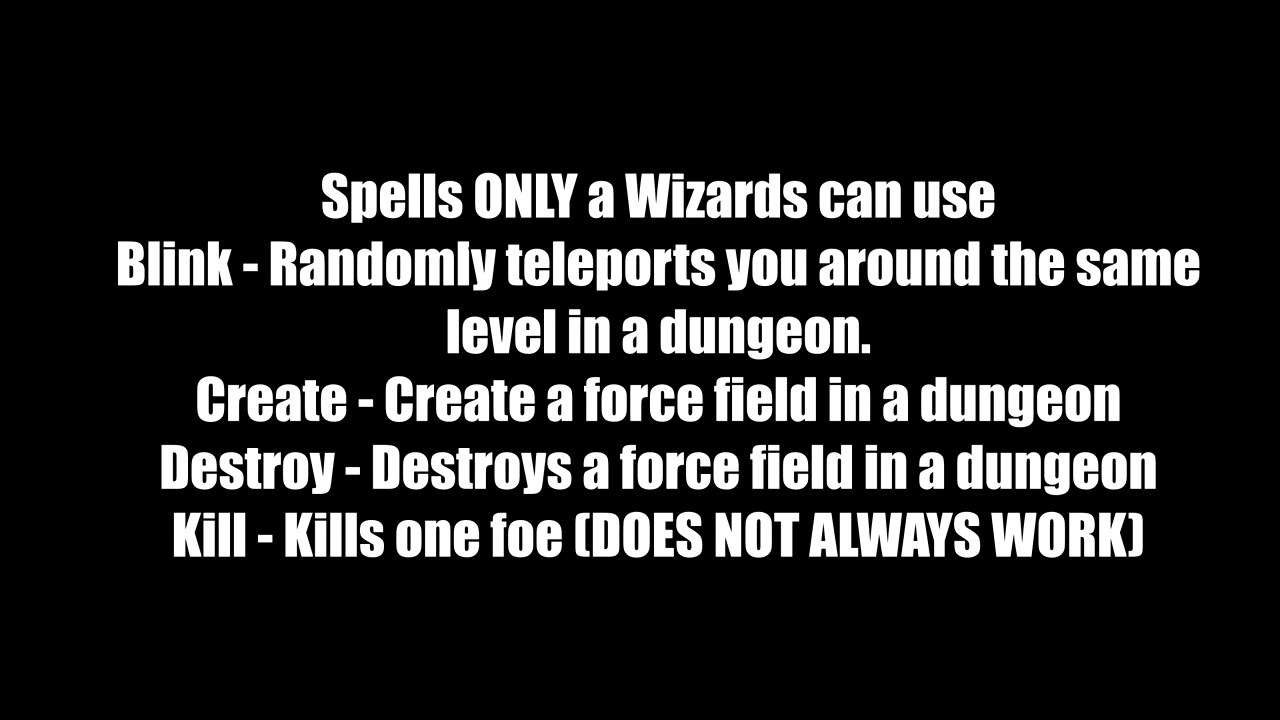 Spells ONLY a Wizards can use
Blink - Randomly teleports you around the same
level in a dungeon.
Create - Create a force field in a dungeon
Destroy - Destroys a force field in a dungeon
Kill - Kills one foe (DOES NOT ALWAYS WORK)